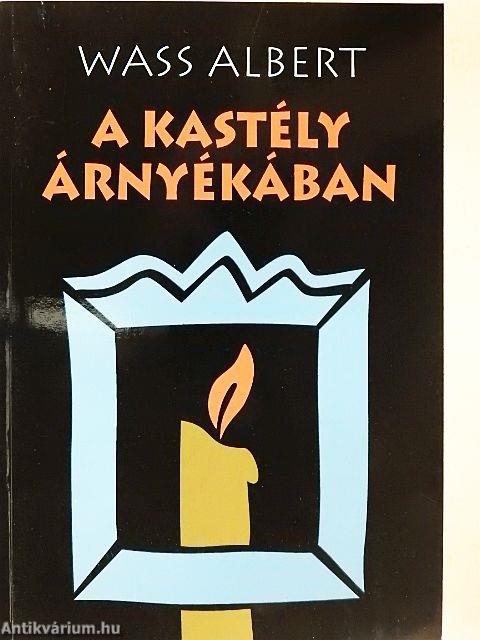 WASS ALBERT
A KASTÉLY
ÁRNYÉKÁBAN
Antikvárium.hu